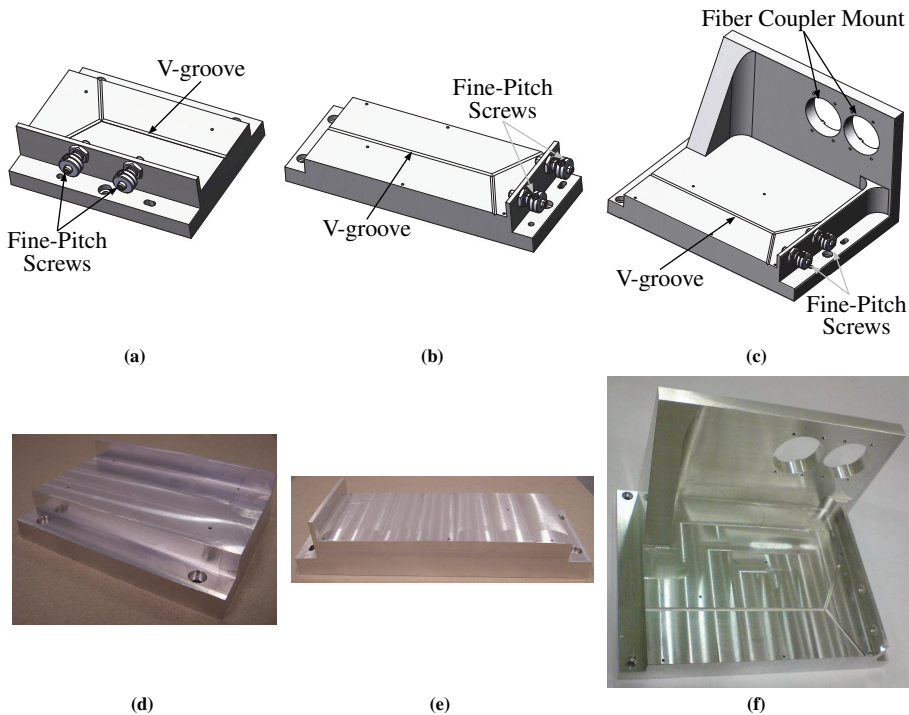 V-groove
Fine-Pitch
Screws
(a)
Fine-Pitch
Screws
V-groove
(b)
Fiber Coupler Mount
V-groove
Fine-Pitch
Screws
(c)
(d)
(e)
(f)